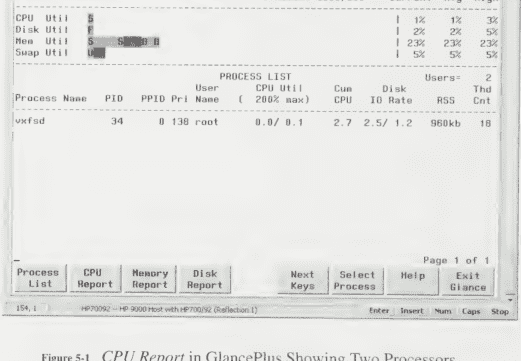 CPU Util S | 1% 1% 3%
Disk Util F | 2% 2% 5%
Mem Util S S U U B B | 23% 23% 23%
Swap Util U | 5% 5% 5%
PROCESS LIST Users= 2
User CPU Util Cum Disk Thd
Process Name PID PPID Pri Name ( 200% max) CPU IO Rate RSS Cnt
vxfsd 34 0 138 root 0.0/ 0.1 2.7 2.5/ 1.2 960kb 18
Page 1 of 1
Process List CPU Report Memory Report Disk Report Next Keys Select Process Help Exit Glance
154, 1 HP70092 -- HP 9000 Host with HP700/92 (Reflection 1) Enter Insert Num Caps Stop
Figure 5-1 CPU Report in GlancePlus Showing Two Processors